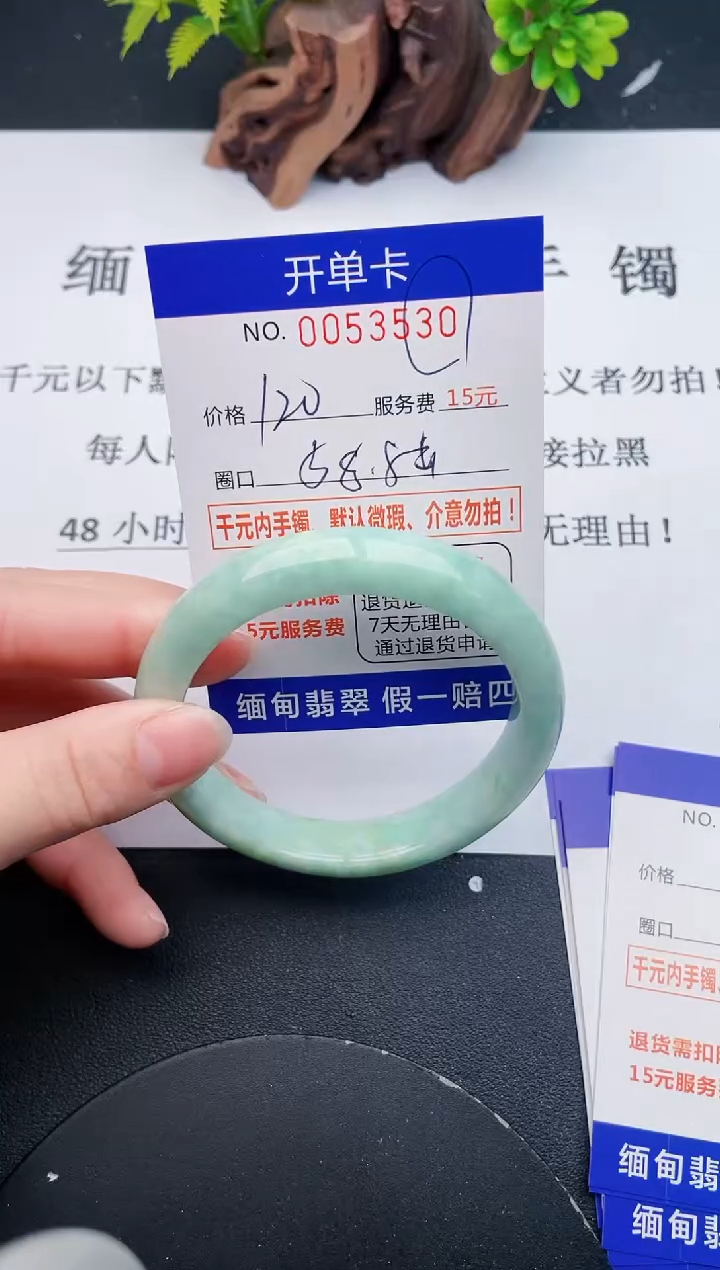 缅 手 镯
开单卡
NO. 0053530
千元以下默 义者勿拍！
价格 120 服务费 15元
每人 接拉黑
圈口 58.8
48 小时 无理由！
千元内手镯、默认微瑕、介意勿拍！
扣除
5元服务费
退货
7天无理由
通过退货申请
缅甸翡翠 假一赔四
NO.
价格
圈口
千元内手镯、
退货需扣
15元服务
缅甸翡
缅甸翡